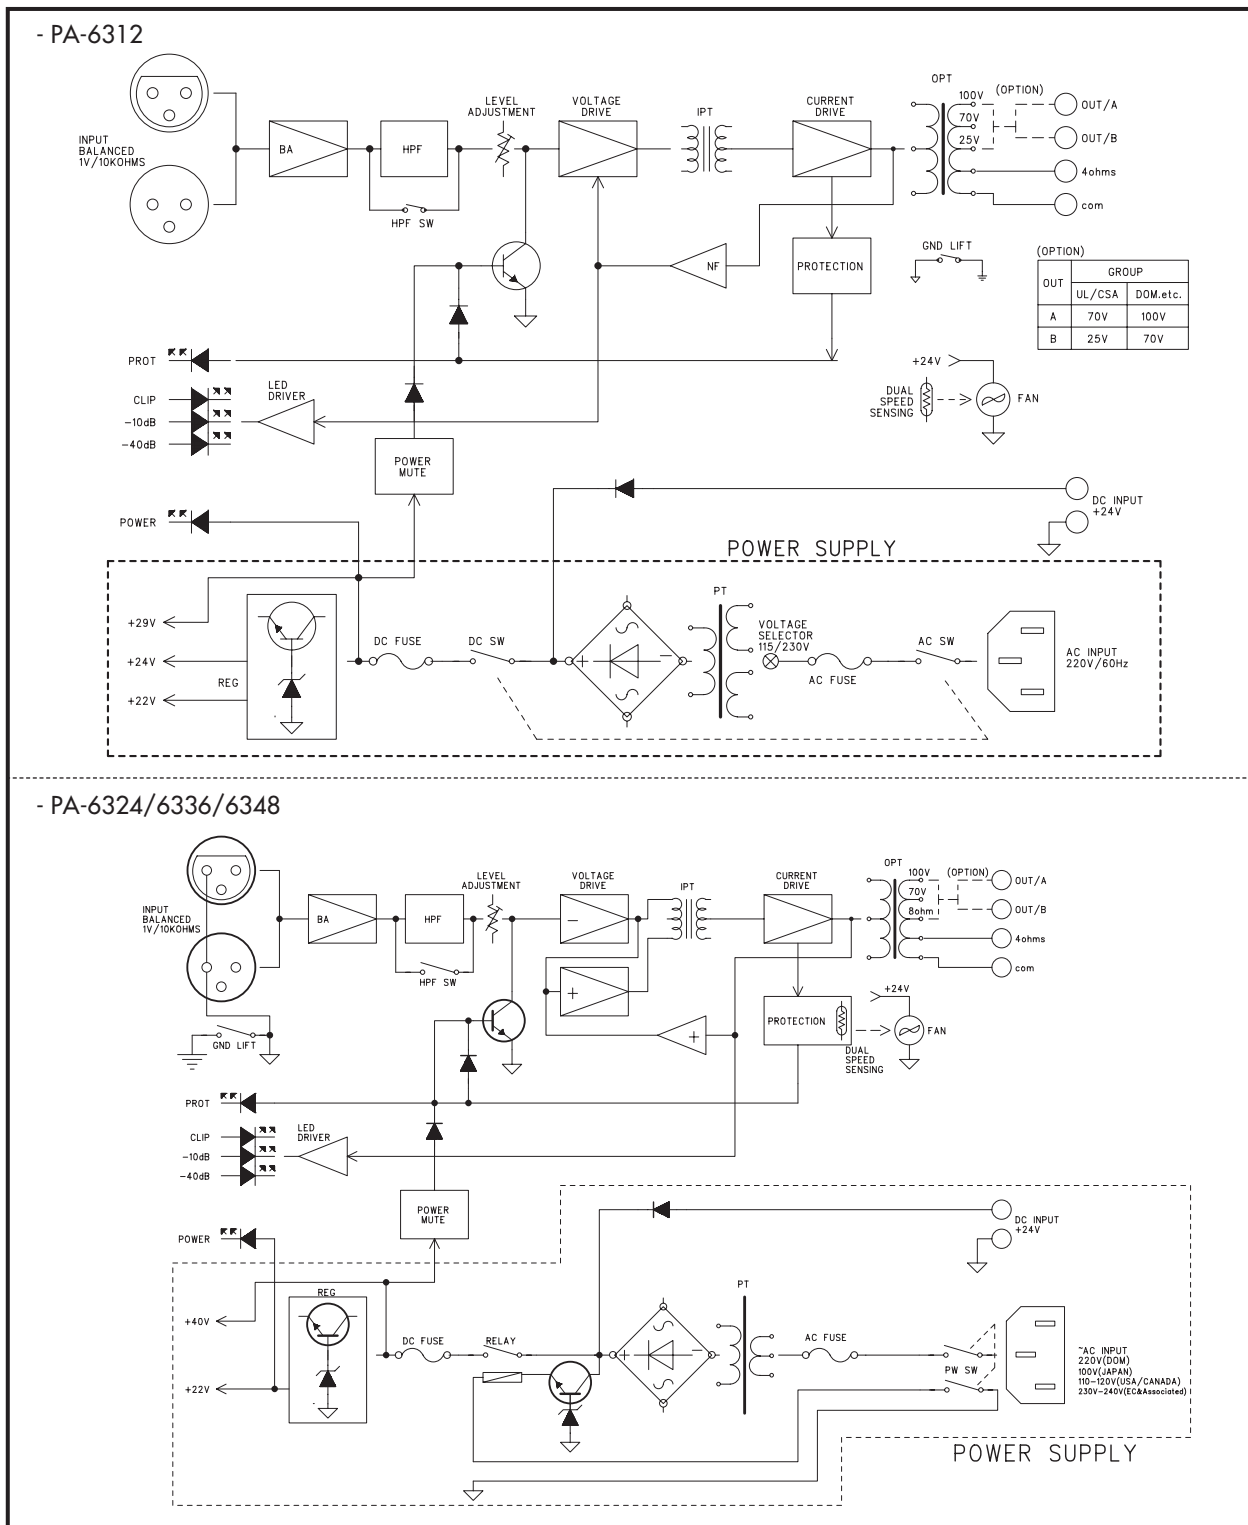 - PA-6312
INPUT
BALANCED
1V/10KOHMS
BA
HPF
HPF SW
LEVEL
ADJUSTMENT
VOLTAGE
DRIVE
IPT
CURRENT
DRIVE
OPT
100V
70V
25V
(OPTION)
OUT/A
OUT/B
4ohms
com
NF
PROTECTION
GND LIFT
(OPTION)
OUT
GROUP
UL/CSA
DOM.etc.
A
70V
100V
B
25V
70V
PROT
CLIP
-10dB
-40dB
LED
DRIVER
+24V
DUAL
SPEED
SENSING
FAN
POWER
MUTE
POWER
DC INPUT
+24V
POWER SUPPLY
+29V
+24V
+22V
REG
DC FUSE
DC SW
PT
VOLTAGE
SELECTOR
115/230V
AC FUSE
AC SW
AC INPUT
220V/60Hz
- PA-6324/6336/6348
INPUT
BALANCED
1V/10KOHMS
BA
HPF
HPF SW
LEVEL
ADJUSTMENT
VOLTAGE
DRIVE
-
+
+
IPT
CURRENT
DRIVE
OPT
100V
70V
8ohm
(OPTION)
OUT/A
OUT/B
4ohms
com
GND LIFT
PROTECTION
+24V
FAN
DUAL
SPEED
SENSING
PROT
CLIP
-10dB
-40dB
LED
DRIVER
POWER
MUTE
POWER
DC INPUT
+24V
REG
+40V
+22V
DC FUSE
RELAY
PT
AC FUSE
PW SW
~AC INPUT
220V(DOM)
100V(JAPAN)
110-120V(USA/CANADA)
230V-240V(EC&Associated)
POWER SUPPLY